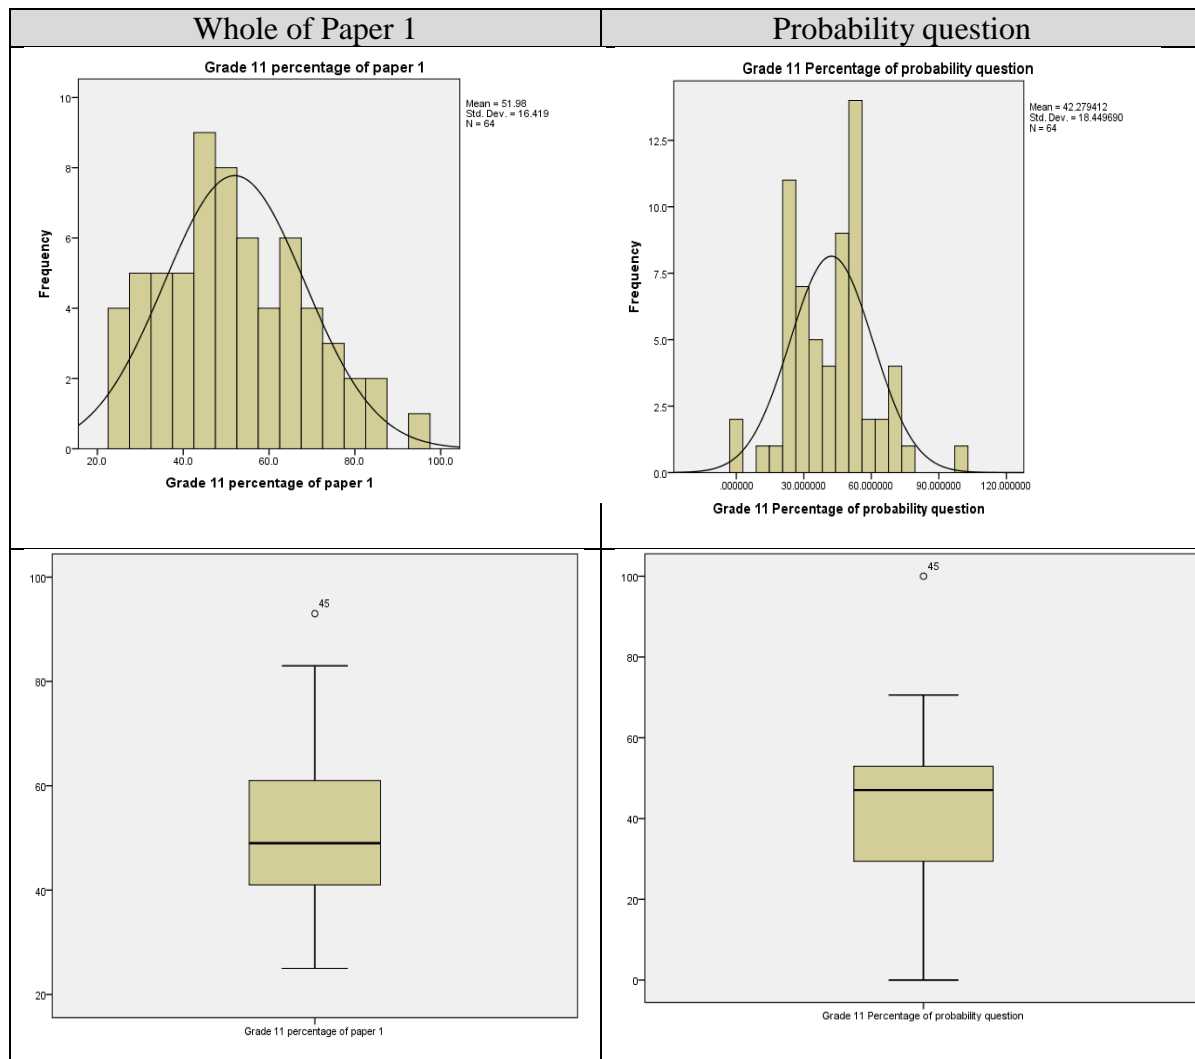 Whole of Paper 1
Probability question
Grade 11 percentage of paper 1
Mean = 51.98
Std. Dev. = 16.419
N = 64
Frequency
10
8
6
4
2
0
20.0 40.0 60.0 80.0 100.0
Grade 11 percentage of paper 1
Grade 11 Percentage of probability question
Mean = 42.279412
Std. Dev. = 18.449690
N = 64
Frequency
12.5
10.0
7.5
5.0
2.5
0.0
.000000 30.000000 60.000000 90.000000 120.000000
Grade 11 Percentage of probability question
100
80
60
40
20
45
Grade 11 percentage of paper 1
100
80
60
40
20
0
45
Grade 11 Percentage of probability question